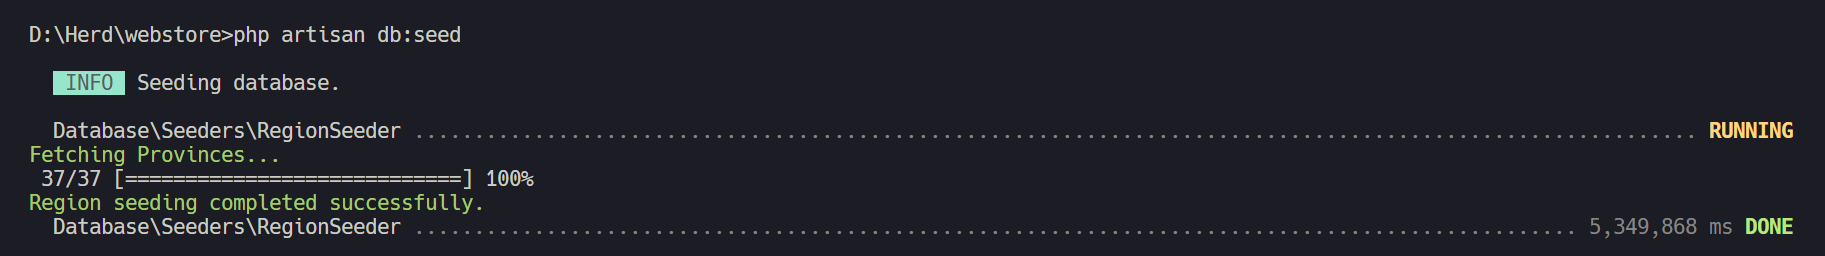 D:\Herd\webstore>php artisan db:seed
INFO Seeding database.
Database\Seeders\RegionSeeder .......................................................................................................... RUNNING
Fetching Provinces...
37/37 [============================] 100%
Region seeding completed successfully.
Database\Seeders\RegionSeeder ................................................................................................ 5,349,868 ms DONE